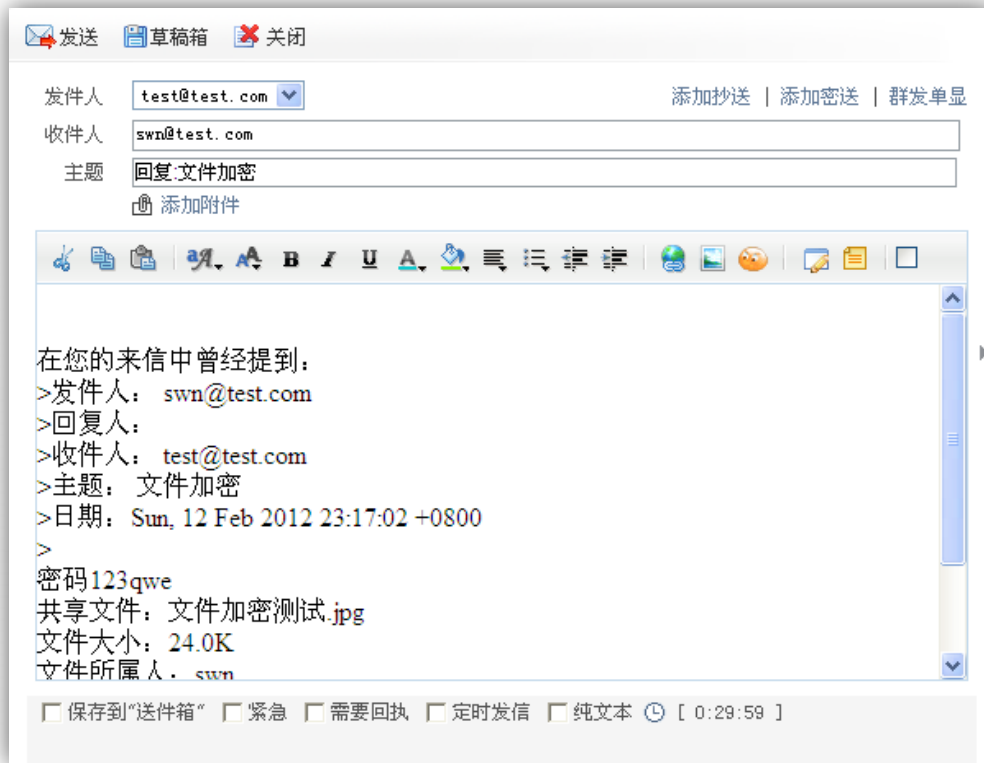 发送 草稿箱 关闭
发件人 test@test.com 添加抄送 | 添加密送 | 群发单显
收件人 swn@test.com
主题 回复:文件加密
添加附件
B I U A
在您的来信中曾经提到：
>发件人： swn@test.com
>回复人：
>收件人： test@test.com
>主题： 文件加密
>日期：Sun, 12 Feb 2012 23:17:02 +0800
>
密码123qwe
共享文件：文件加密测试.jpg
文件大小：24.0K
文件所属人：swn
保存到“送件箱“ 紧急 需要回执 定时发信 纯文本 [ 0:29:59 ]